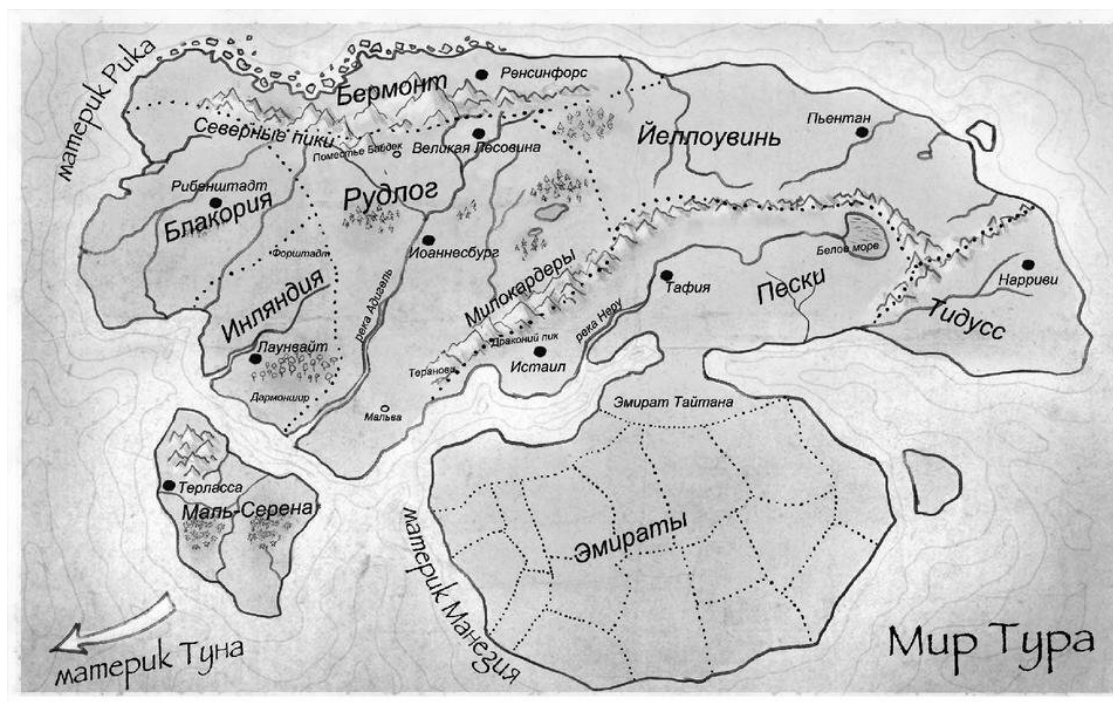 материк Рика
Бермонт
Ренсинфорс
Северные пики
Поместье Байдек
Великая Лесовина
Йеллоувинь
Пьентан
Рибенштадт
Блакория
Рудлог
Форштадт
Иоаннесбург
Милокардеры
Белое море
Тафия
Пески
Нарриви
Тидусс
Инляндия
река Адигель
Лаунвайт
Дармоншир
Теранови
Драконий пик
Истаил
река Неру
Мальва
Эмират Тайтана
Терласса
Маль-Серена
Эмираты
материк Манезия
материк Туна
Мир Тура